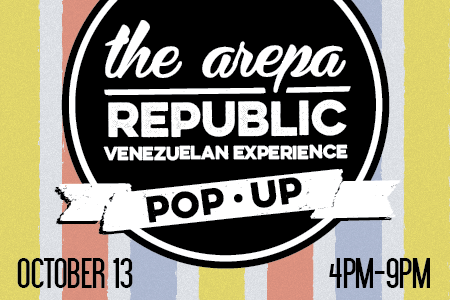 the arepa
REPUBLIC
VENEZUELAN EXPERIENCE
POP • UP
OCTOBER 13
4PM-9PM